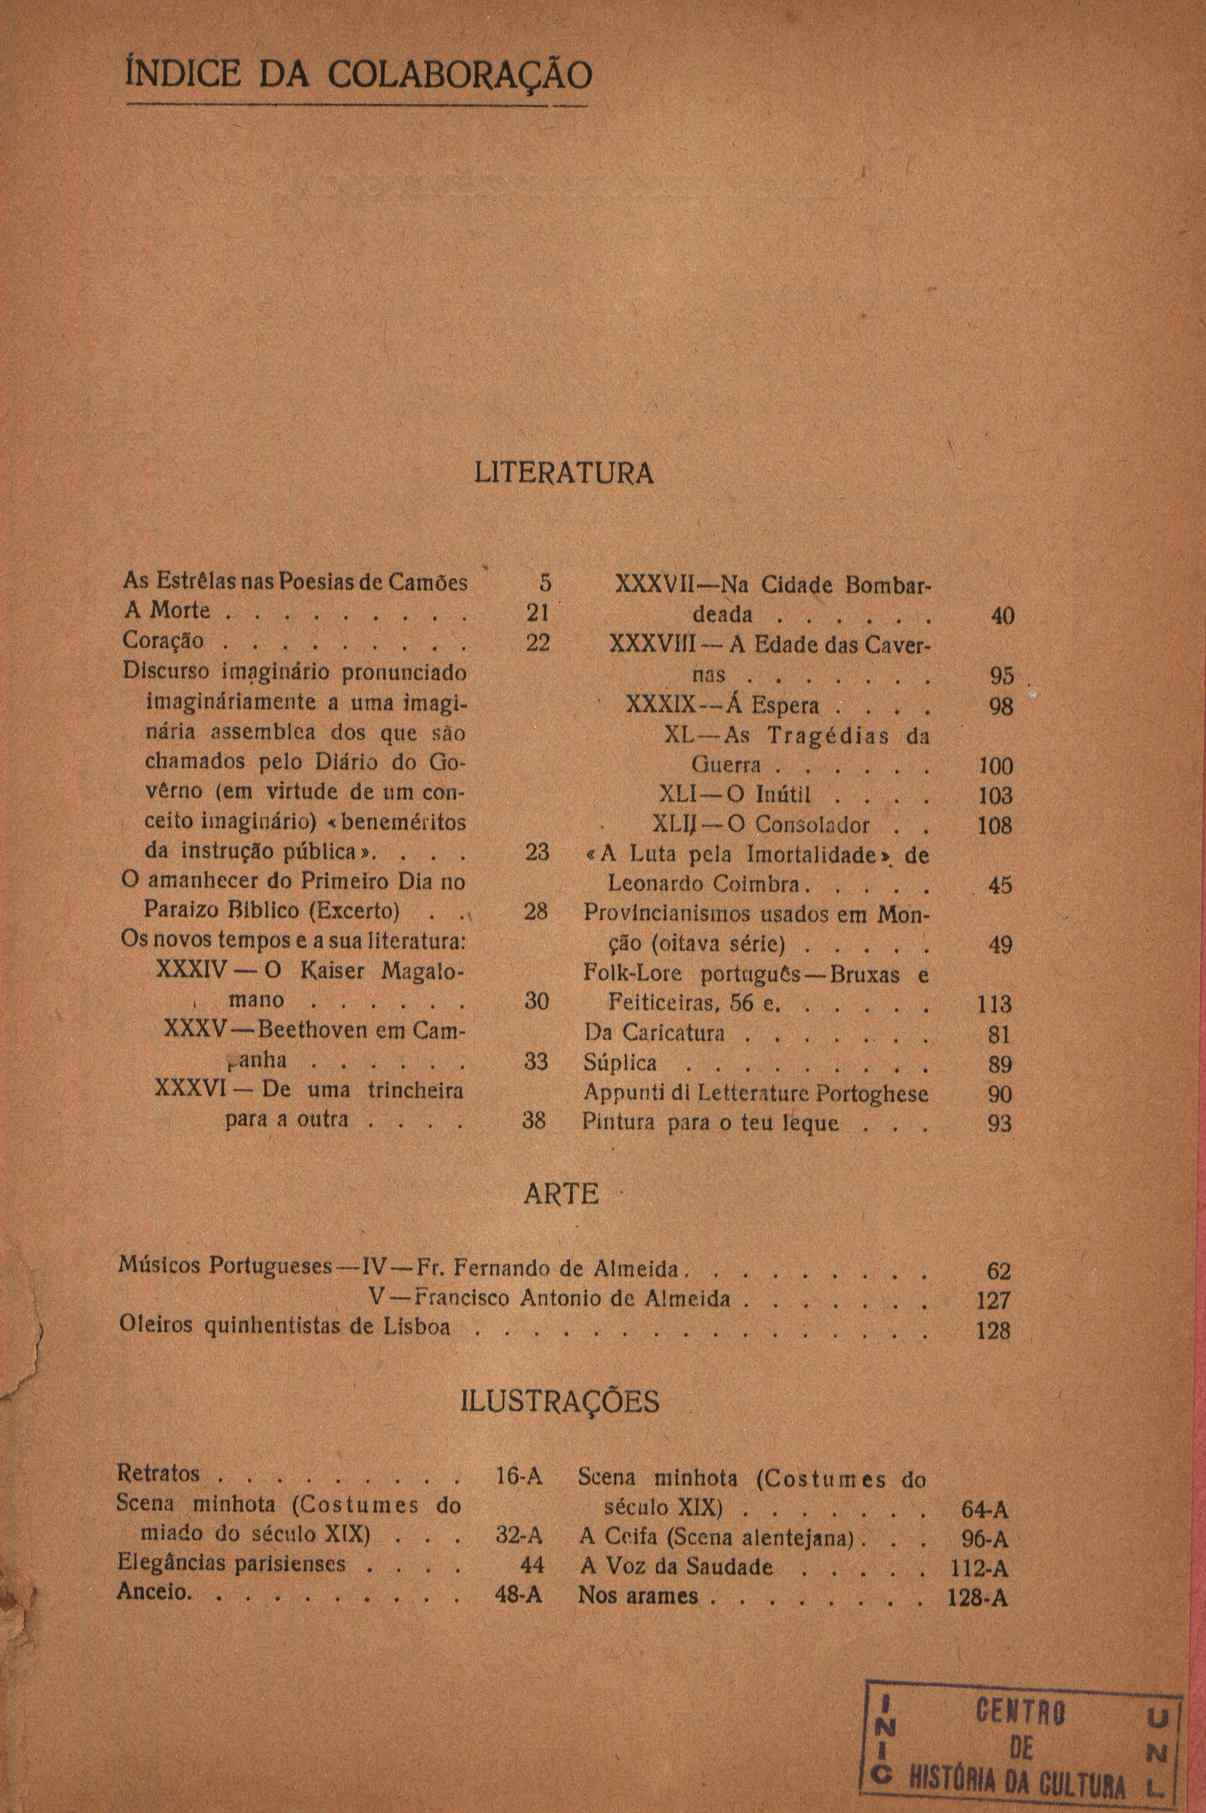 ÍNDICE DA COLABORAÇÃO
LITERATURA
As Estrêlas nas Poesias de Camões 5
A Morte . . . . . . . . . 21
Coração . . . . . . . . . 22
Discurso imaginário pronunciado
imagináriamente a uma imagi-
nária assemblea dos que são
chamados pelo Diário do Go-
vêrno (em virtude de um con-
ceito imaginário) «beneméritos
da instrução pública». . . . 23
O amanhecer do Primeiro Dia no
Paraizo Biblico (Excerto) . . 28
Os novos tempos e a sua literatura:
XXXIV — O Kaiser Magalo-
mano . . . . . . 30
XXXV—Beethoven em Cam-
panha . . . . . . 33
XXXVI — De uma trincheira
para a outra . . . . 38
XXXVII—Na Cidade Bombar-
deada . . . . . . 40
XXXVIII — A Edade das Caver-
nas . . . . . . . 95
XXXIX--Á Espera . . . . 98
XL—As Tragédias da
Guerra . . . . . . 100
XLI—O Inútil . . . . 103
XLII—O Consolador . . 108
«A Luta pela Imortalidade» de
Leonardo Coimbra. . . . . 45
Provincianismos usados em Mon-
ção (oitava série) . . . . . 49
Folk-Lore português—Bruxas e
Feiticeiras, 56 e. . . . . . 113
Da Caricatura . . . . . . . 81
Súplica . . . . . . . . . 89
Appunti di Letterature Portoghese 90
Pintura para o teu leque . . . 93
ARTE
Músicos Portugueses—IV—Fr. Fernando de Almeida. . . . . . . . . 62
V—Francisco Antonio de Almeida . . . . . . . 127
Oleiros quinhentistas de Lisboa . . . . . . . . . . . . . . . . 128
ILUSTRAÇÕES
Retratos . . . . . . . . . 16-A
Scena minhota (Costumes do
miado do século XIX) . . . 32-A
Elegâncias parisienses . . . . 44
Anceio. . . . . . . . . . 48-A
Scena minhota (Costumes do
século XIX) . . . . . . . 64-A
A Ceifa (Scena alentejana). . . 96-A
A Voz da Saudade . . . . . 112-A
Nos arames . . . . . . . . 128-A
INIC
CENTRO
DE
HISTÓRIA DA CULTURA
UNL